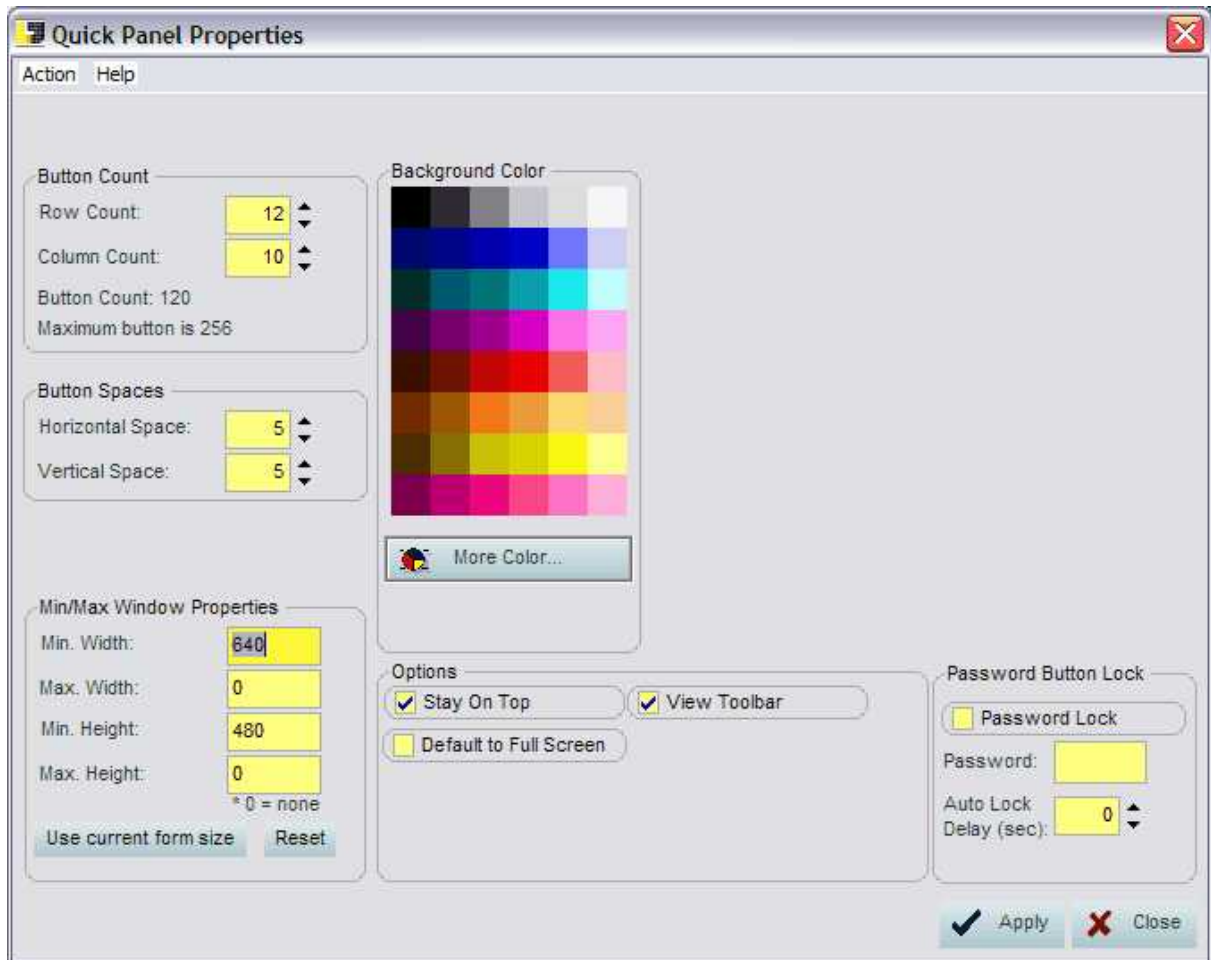 Quick Panel Properties
Action Help
Button Count
Row Count: 12
Column Count: 10
Button Count: 120
Maximum button is 256
Button Spaces
Horizontal Space: 5
Vertical Space: 5
Min/Max Window Properties
Min. Width: 640
Max. Width: 0
Min. Height: 480
Max. Height: 0
* 0 = none
Use current form size Reset
Background Color
More Color...
Options
Stay On Top View Toolbar
Default to Full Screen
Password Button Lock
Password Lock
Password:
Auto Lock
Delay (sec): 0
Apply Close